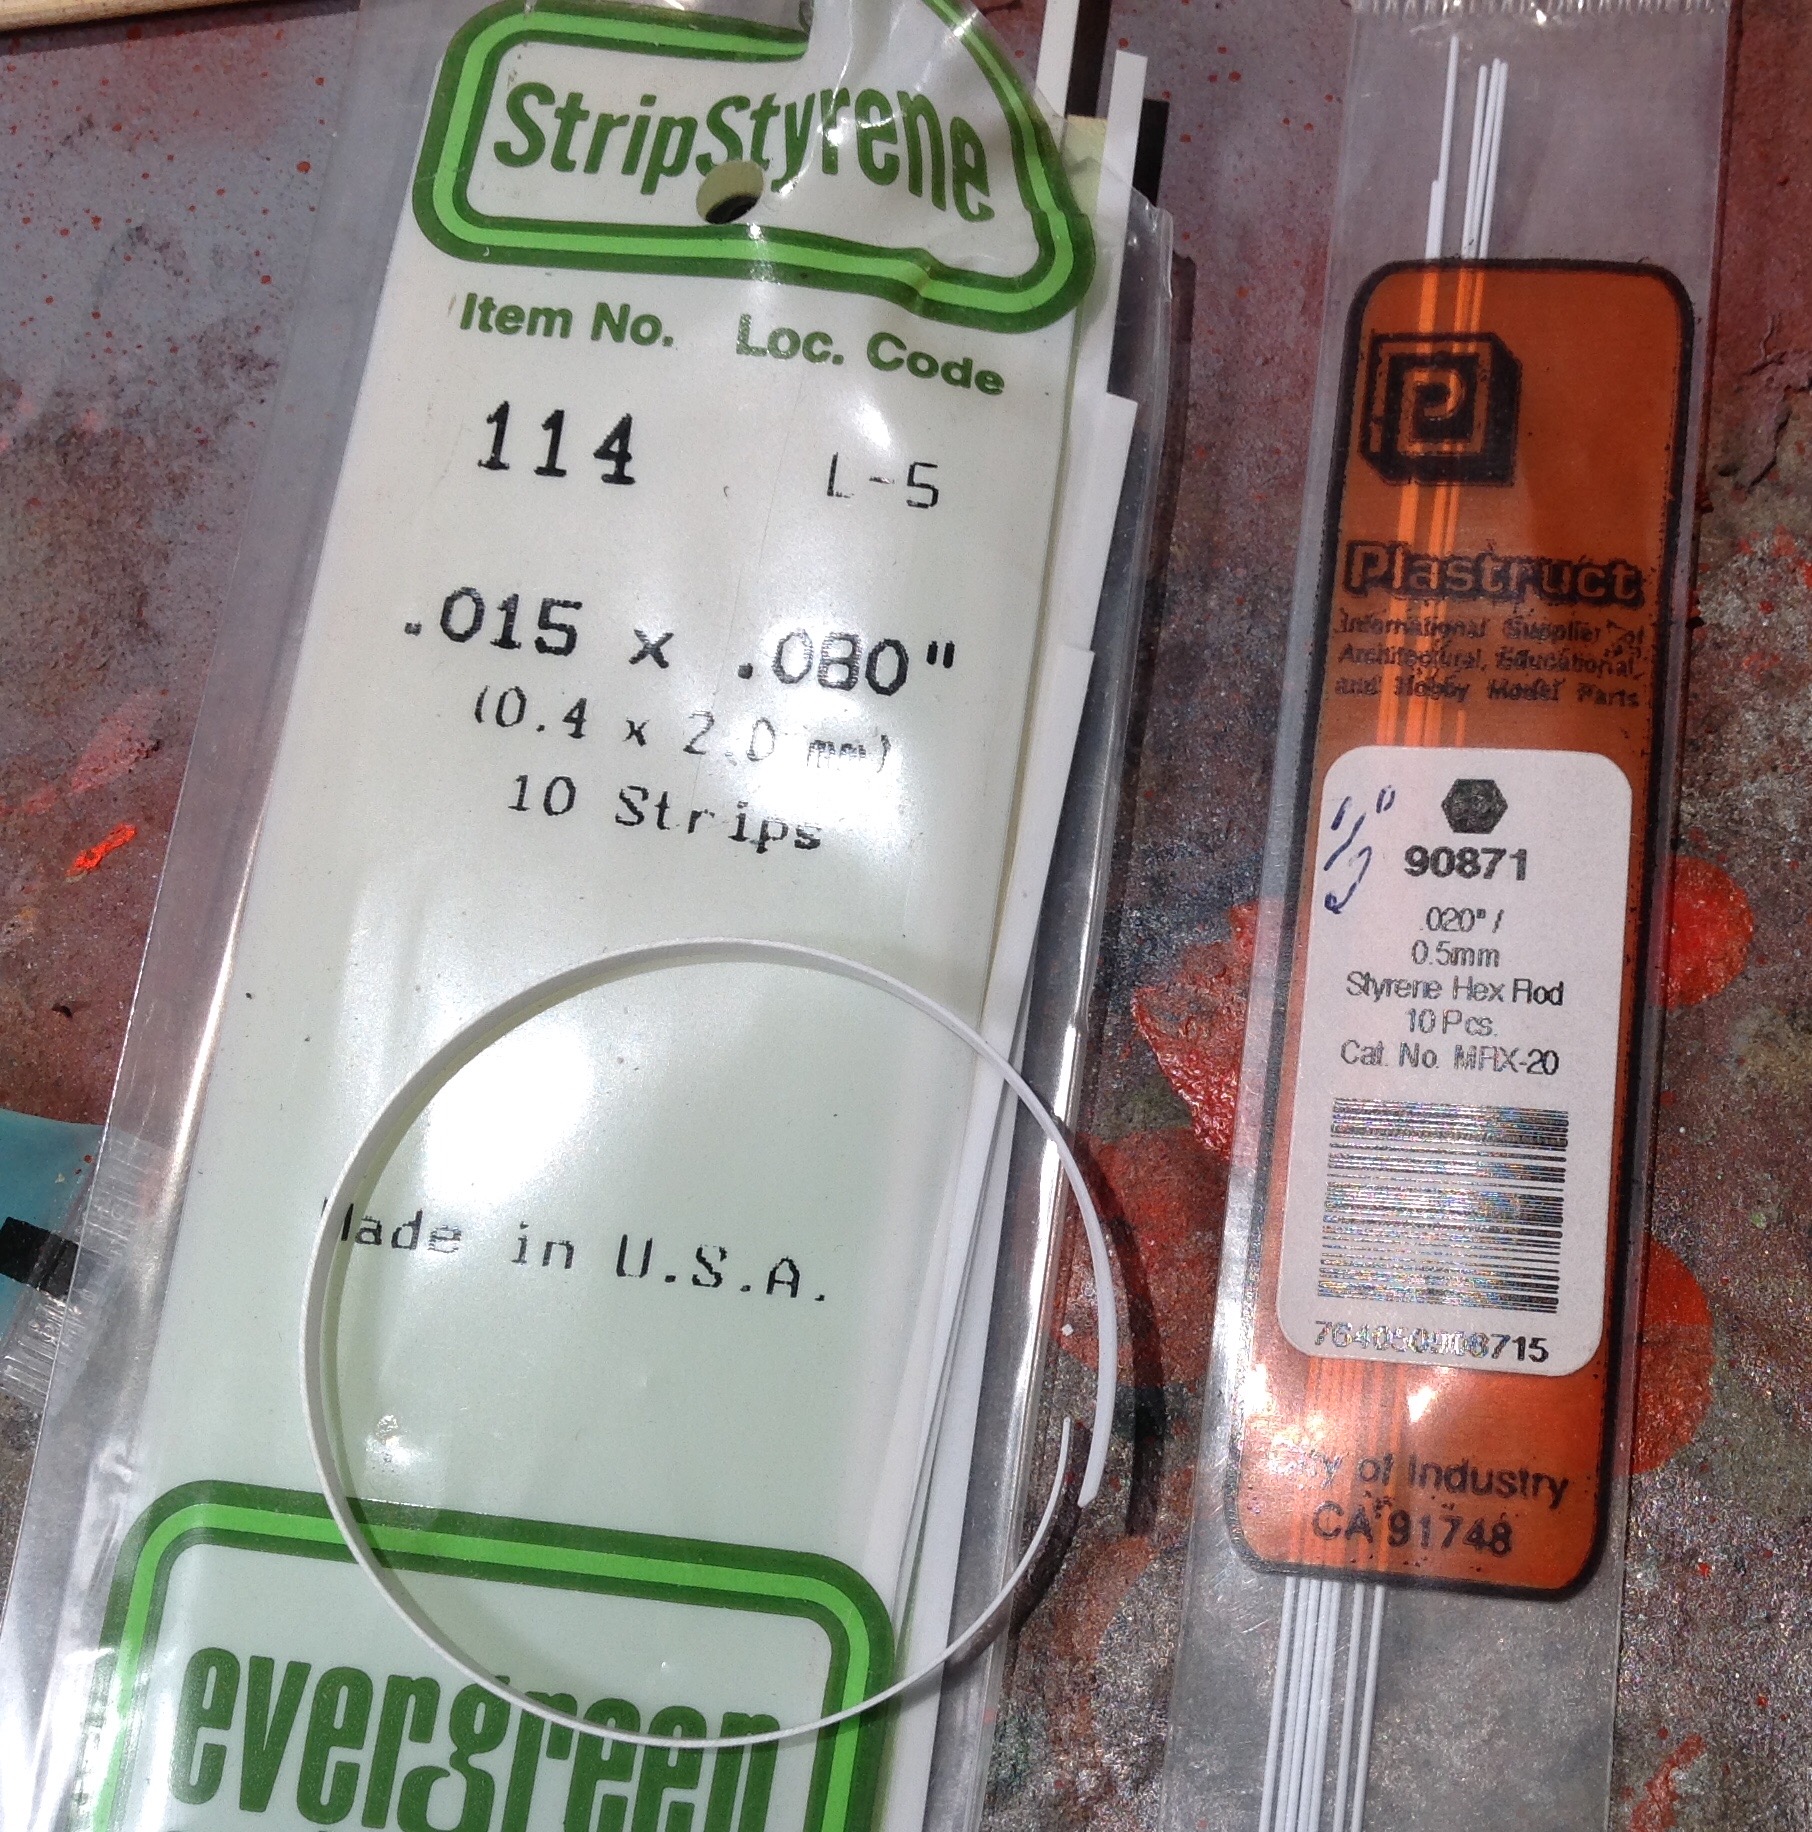 StripStyrene
Item No. Loc. Code
114 L-5
.015 x .080"
(0.4 x 2.0 mm)
10 Strips
Made in U.S.A.
evergreen
P
Plastruct
International Supplier of
Architectural, Educational,
and Hobby Model Parts
90871
.020" /
0.5mm
Styrene Hex Rod
10 Pcs.
Cat. No. MRX-20
City of Industry
CA 91748